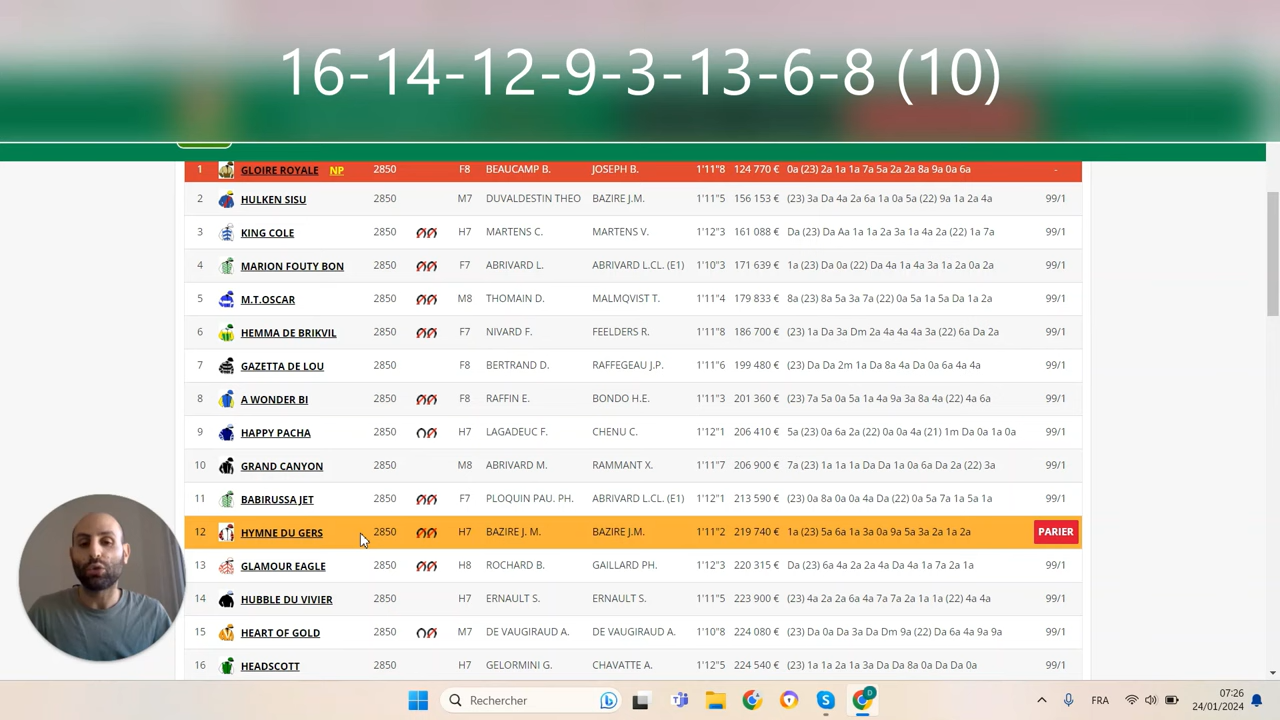 16-14-12-9-3-13-6-8 (10)
1 GLOIRE ROYALE NP 2850 F8 BEAUCAMP B. JOSEPH B. 1'11"8 124 770 € 0a (23) 2a 1a 1a 7a 5a 2a 2a 8a 9a 0a 6a -
2 HULKEN SISU 2850 M7 DUVALDESTIN THEO BAZIRE J.M. 1'11"5 156 153 € (23) 3a Da 4a 2a 6a 1a 0a 5a (22) 9a 1a 2a 4a 99/1
3 KING COLE 2850 H7 MARTENS C. MARTENS V. 1'12"3 161 088 € Da (23) Da Aa 1a 1a 2a 3a 1a 4a 2a (22) 1a 7a 99/1
4 MARION FOUTY BON 2850 F7 ABRIVARD L. ABRIVARD L.CL. (E1) 1'10"3 171 639 € 1a (23) Da 0a (22) Da 4a 1a 4a 3a 1a 2a 0a 2a 99/1
5 M.T.OSCAR 2850 M8 THOMAIN D. MALMQVIST T. 1'11"4 179 833 € 8a (23) 8a 5a 3a 7a (22) 0a 5a 1a 5a Da 1a 2a 99/1
6 HEMMA DE BRIKVIL 2850 F7 NIVARD F. FEELDERS R. 1'11"8 186 700 € (23) 1a Da 3a Dm 2a 4a 4a 4a 3a (22) 6a Da 2a 99/1
7 GAZETTA DE LOU 2850 F8 BERTRAND D. RAFFEGEAU J.P. 1'11"6 199 480 € (23) Da Da 2m 1a Da 8a 4a Da 0a 6a 4a 4a 99/1
8 A WONDER BI 2850 F8 RAFFIN E. BONDO H.E. 1'11"3 201 360 € (23) 7a 5a 0a 5a 1a 4a 9a 3a 8a 4a (22) 4a 6a 99/1
9 HAPPY PACHA 2850 H7 LAGADEUC F. CHENU C. 1'12"1 206 410 € 5a (23) 0a 6a 2a (22) 0a 0a 4a (21) 1m Da 0a 1a 0a 99/1
10 GRAND CANYON 2850 M8 ABRIVARD M. RAMMANT X. 1'11"7 206 900 € 7a (23) 1a 1a 1a Da Da 1a 0a 6a Da 2a (22) 3a 99/1
11 BABIRUSSA JET 2850 F7 PLOQUIN PAU. PH. ABRIVARD L.CL. (E1) 1'12"1 213 590 € (23) 0a 8a 0a 0a 4a Da (22) 0a 5a 7a 1a 5a 1a 99/1
12 HYMNE DU GERS 2850 H7 BAZIRE J. M. BAZIRE J.M. 1'11"2 219 740 € 1a (23) 5a 6a 1a 3a 0a 9a 5a 3a 2a 1a 2a PARIER
13 GLAMOUR EAGLE 2850 H8 ROCHARD B. GAILLARD PH. 1'12"3 220 315 € Da (23) 6a 4a 2a 2a 4a Da 4a 1a 7a 2a 1a 99/1
14 HUBBLE DU VIVIER 2850 H7 ERNAULT S. ERNAULT S. 1'11"5 223 900 € (23) 4a 2a 2a 6a 4a 7a 7a 2a 1a 1a (22) 4a 4a 99/1
15 HEART OF GOLD 2850 M7 DE VAUGIRAUD A. DE VAUGIRAUD A. 1'10"8 224 080 € (23) Da 0a Da 3a Da Dm 9a (22) Da 6a 4a 9a 9a 99/1
16 HEADSCOTT 2850 H7 GELORMINI G. CHAVATTE A. 1'12"5 224 540 € (23) 1a 1a 2a 1a 3a Da Da 8a 0a Da Da 0a 99/1
Rechercher FRA 07:26
24/01/2024